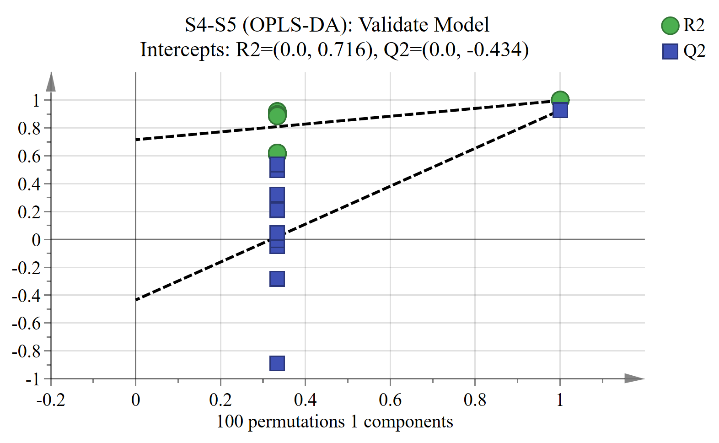 S4-S5 (OPLS-DA): Validate Model
Intercepts: R2=(0.0, 0.716), Q2=(0.0, -0.434)
R2
Q2
1
0.8
0.6
0.4
0.2
0
-0.2
-0.4
-0.6
-0.8
-1
-0.2 0 0.2 0.4 0.6 0.8 1
100 permutations 1 components